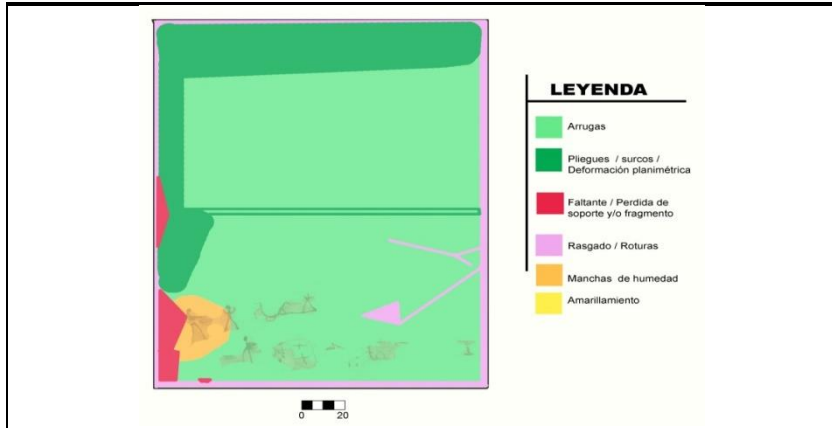 LEYENDA
Arrugas
Pliegues / surcos /
Deformación planimétrica
Faltante / Perdida de
soporte y/o fragmento
Rasgado / Roturas
Manchas de humedad
Amarillamiento
0 20